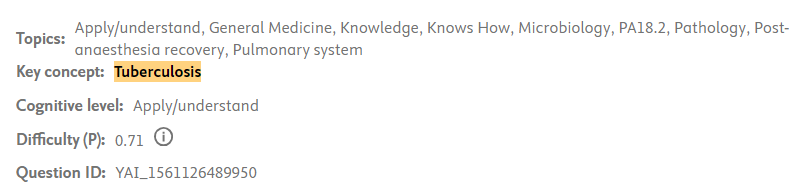 Topics: Apply/understand, General Medicine, Knowledge, Knows How, Microbiology, PA18.2, Pathology, Post-
anaesthesia recovery, Pulmonary system
Key concept: Tuberculosis
Cognitive level: Apply/understand
Difficulty (P): 0.71
Question ID: YAI_1561126489950